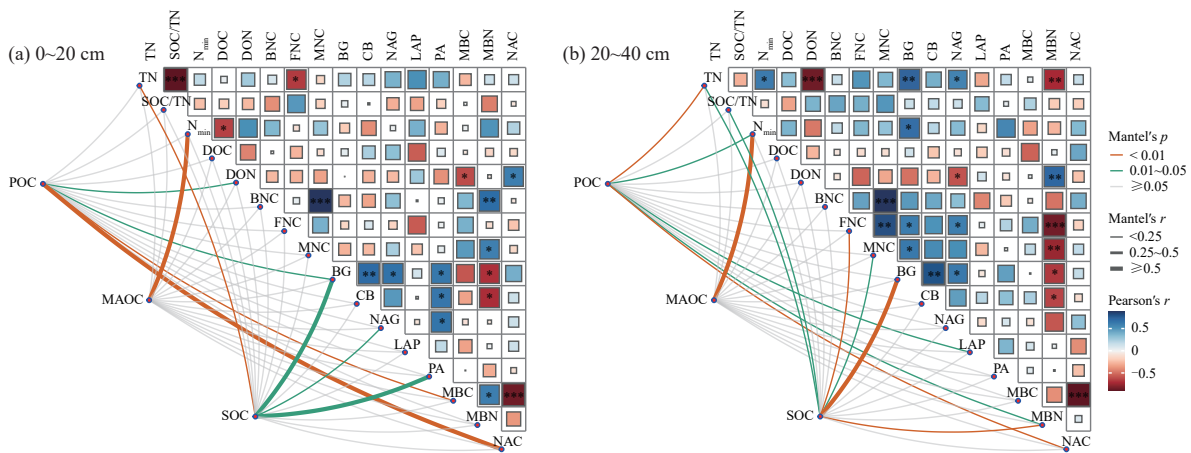 (a) 0~20 cm
TN
SOC/TN
N min
DOC
DON
BNC
FNC
MNC
BG
CB
NAG
LAP
PA
MBC
MBN
NAC
TN *** *
SOC/TN
N min *
DOC
DON * *
BNC *** **
FNC
MNC *
BG ** * * *
CB * *
NAG *
LAP
PA
MBC * ***
MBN
NAC
POC
MAOC
SOC
(b) 20~40 cm
TN
SOC/TN
N min
DOC
DON
BNC
FNC
MNC
BG
CB
NAG
LAP
PA
MBC
MBN
NAC
TN * *** ** * **
SOC/TN
N min *
DOC
DON * **
BNC ***
FNC ** * * ***
MNC * **
BG ** * *
CB *
NAG
LAP
PA
MBC ***
MBN
NAC
POC
MAOC
SOC
Mantel's p
< 0.01
0.01~0.05
≥0.05
Mantel's r
<0.25
0.25~0.5
≥0.5
Pearson's r
0.5
0
−0.5